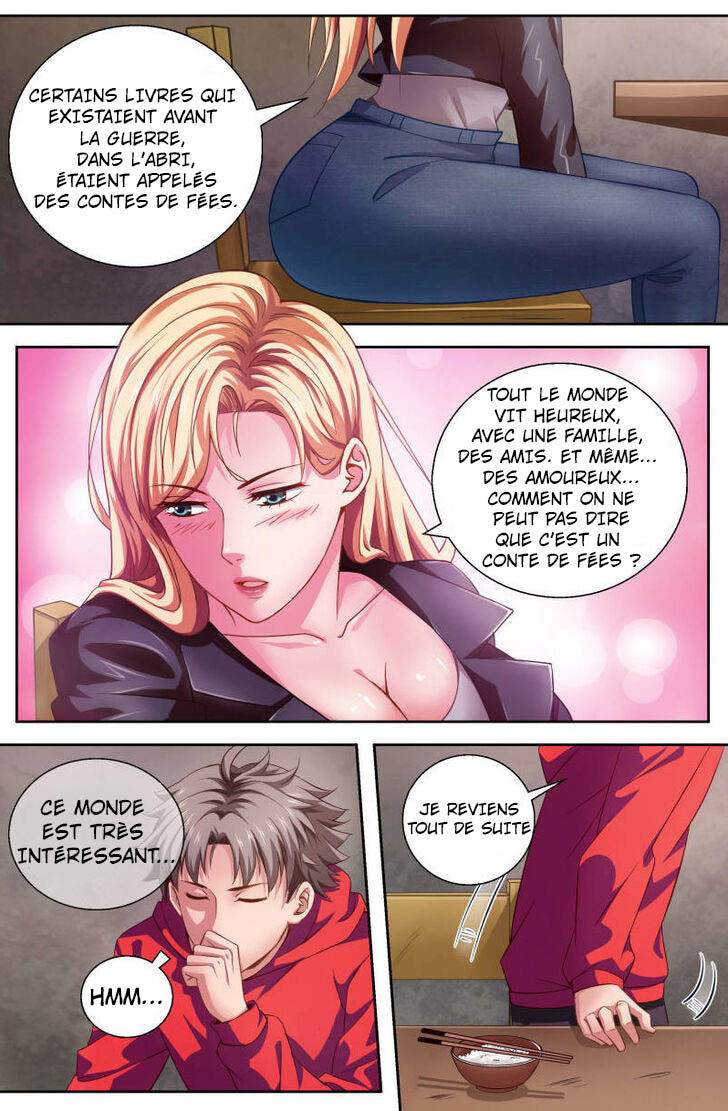 CERTAINS LIVRES QUI
EXISTAIENT AVANT
LA GUERRE,
DANS L'ABRI,
ÉTAIENT APPELÉS
DES CONTES DE FÉES.
TOUT LE MONDE
VIT HEUREUX,
AVEC UNE FAMILLE,
DES AMIS. ET MÊME...
DES AMOUREUX...
COMMENT ON NE
PEUT PAS DIRE
QUE C'EST UN
CONTE DE FÉES ?
CE MONDE
EST TRÈS
INTÉRESSANT...
HMM...
JE REVIENS
TOUT DE SUITE